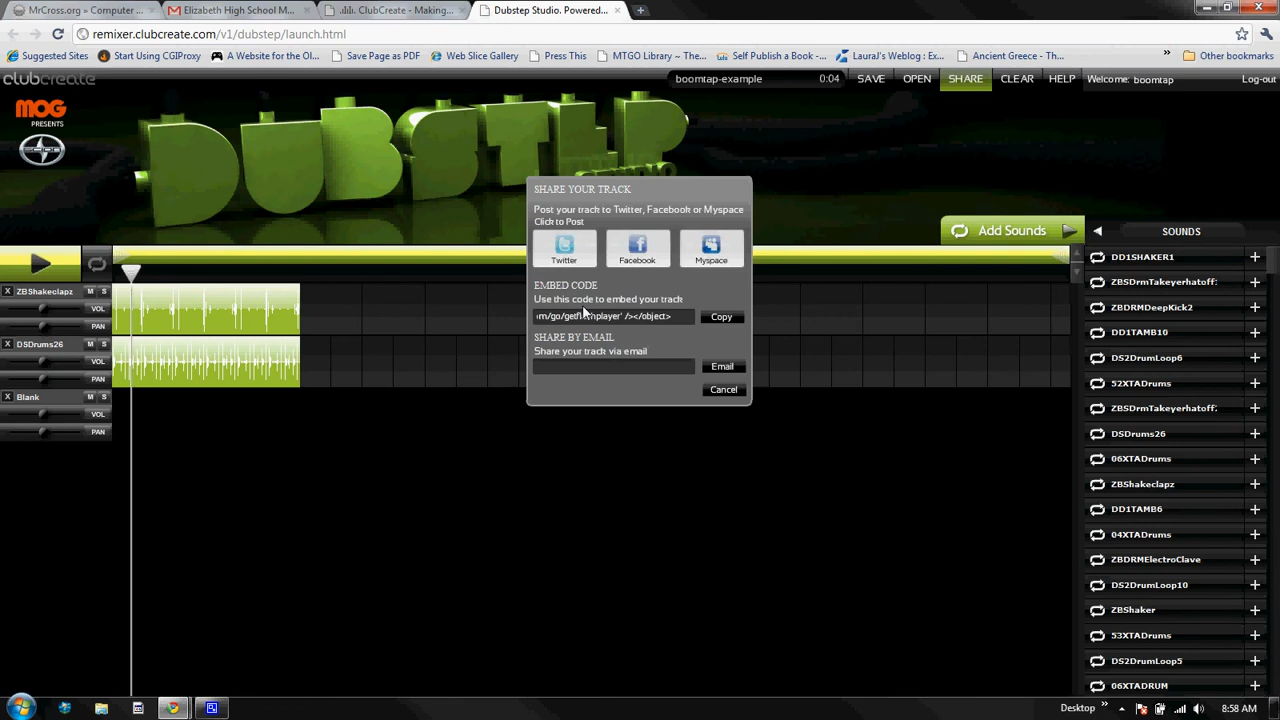 MrCross.org » Computer ...
Elizabeth High School M...
.ılı. ClubCreate - Making...
Dubstep Studio. Powered...
remixer.clubcreate.com/v1/dubstep/launch.html
Suggested Sites
Start Using CGIProxy
A Website for the Ol...
Save Page as PDF
Web Slice Gallery
Press This
MTGO Library ~ The...
Self Publish a Book -...
LauraJ's Weblog : Ex...
Ancient Greece - Th...
»
Other bookmarks
clubcreate
boomtap-example 0:04
SAVE
OPEN
SHARE
CLEAR
HELP
Welcome: boomtap
Log-out
MOG
PRESENTS
SCION
DUBSTEP
STUDIO
SHARE YOUR TRACK
Post your track to Twitter, Facebook or Myspace
Click to Post
Twitter
Facebook
Myspace
EMBED CODE
Use this code to embed your track
Copy
SHARE BY EMAIL
Share your track via email
Email
Cancel
Add Sounds
SOUNDS
ZBShakeclapz M S
VOL
PAN
DSDrums26 M S
VOL
PAN
Blank M S
VOL
PAN
DD1SHAKER1
ZBSDrmTakeyerhatoff:
ZBDRMDeepKick2
DD1TAMB10
DS2DrumLoop6
52XTADrums
ZBSDrmTakeyerhatoff:
DSDrums26
06XTADrums
ZBShakeclapz
DD1TAMB6
04XTADrums
ZBDRMElectroClave
DS2DrumLoop10
ZBShaker
53XTADrums
DS2DrumLoop5
06XTADRUM
Desktop
»
8:58 AM